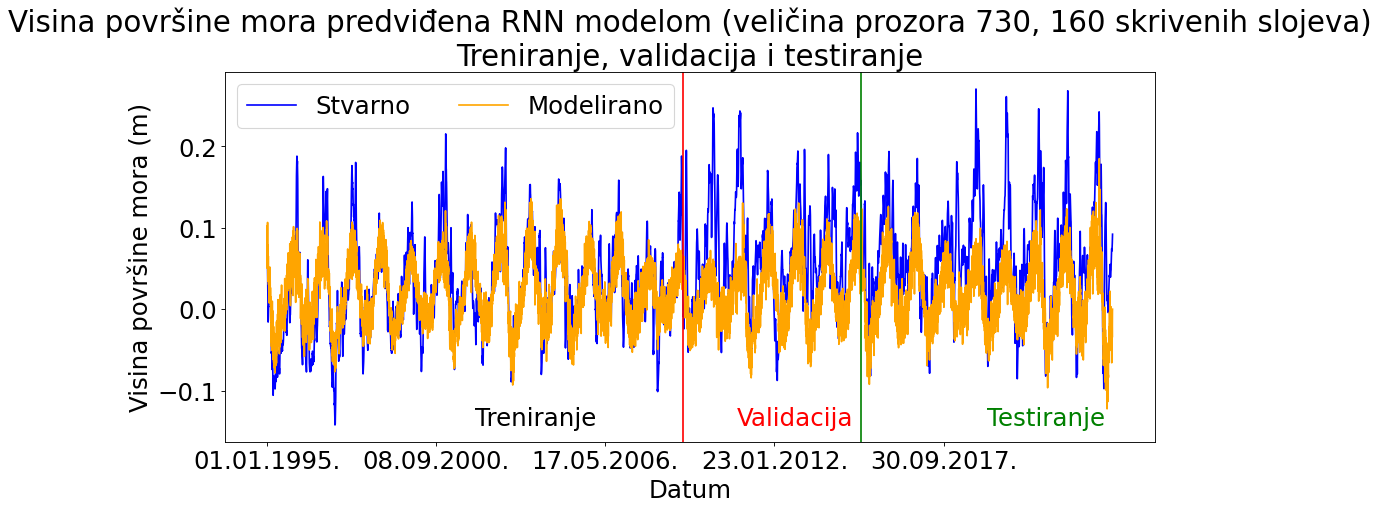 Visina površine mora predviđena RNN modelom (veličina prozora 730, 160 skrivenih slojeva)
Treniranje, validacija i testiranje
Stvarno
Modelirano
Visina površine mora (m)
0.2
0.1
0.0
−0.1
Treniranje
Validacija
Testiranje
01.01.1995.
08.09.2000.
17.05.2006.
23.01.2012.
30.09.2017.
Datum